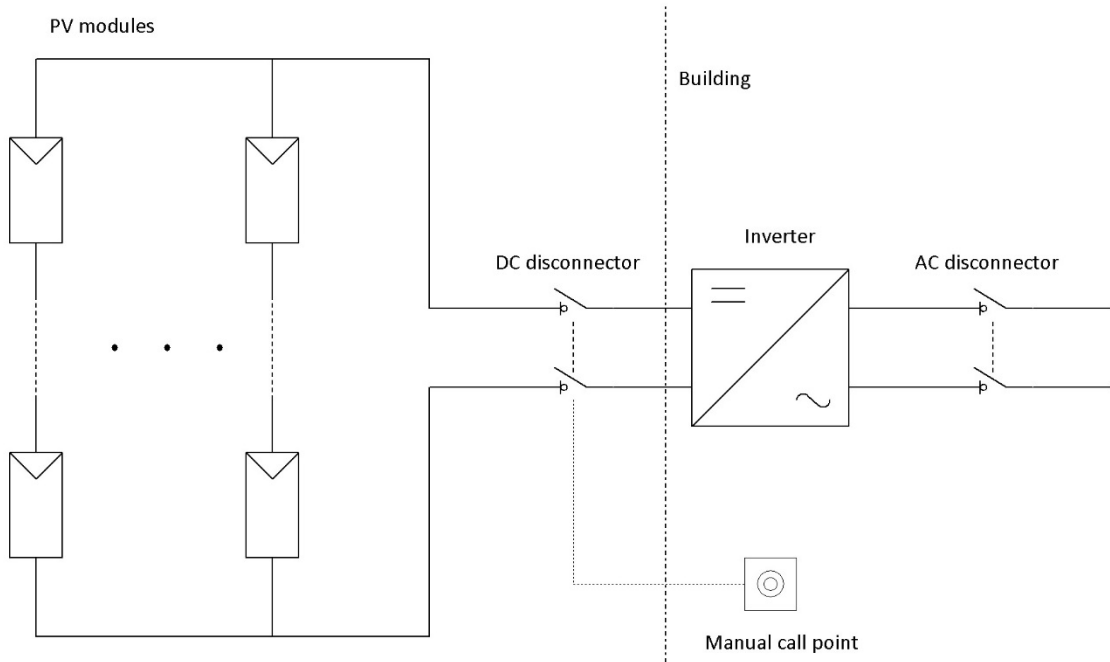 PV modules
Building
Inverter
DC disconnector
AC disconnector
Manual call point